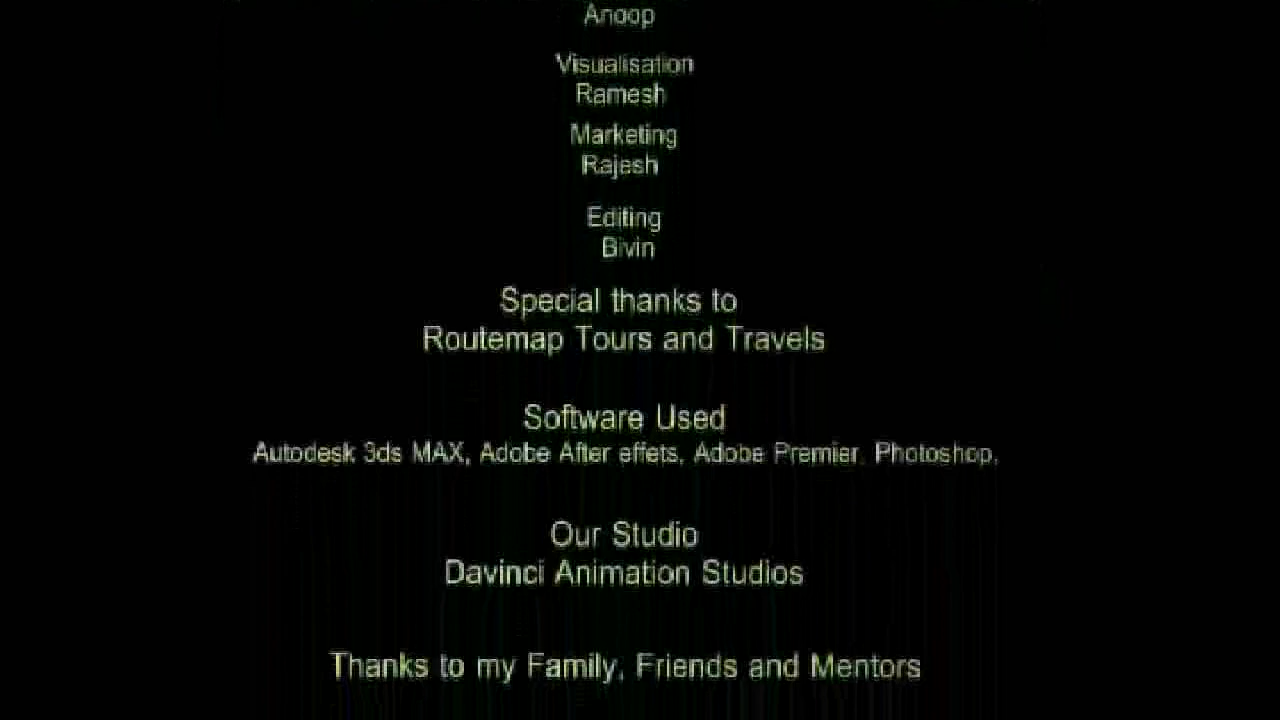 Anoop
Visualisation
Ramesh
Marketing
Rajesh
Editing
Bivin
Special thanks to
Routemap Tours and Travels
Software Used
Autodesk 3ds MAX, Adobe After effets, Adobe Premier, Photoshop,
Our Studio
Davinci Animation Studios
Thanks to my Family, Friends and Mentors